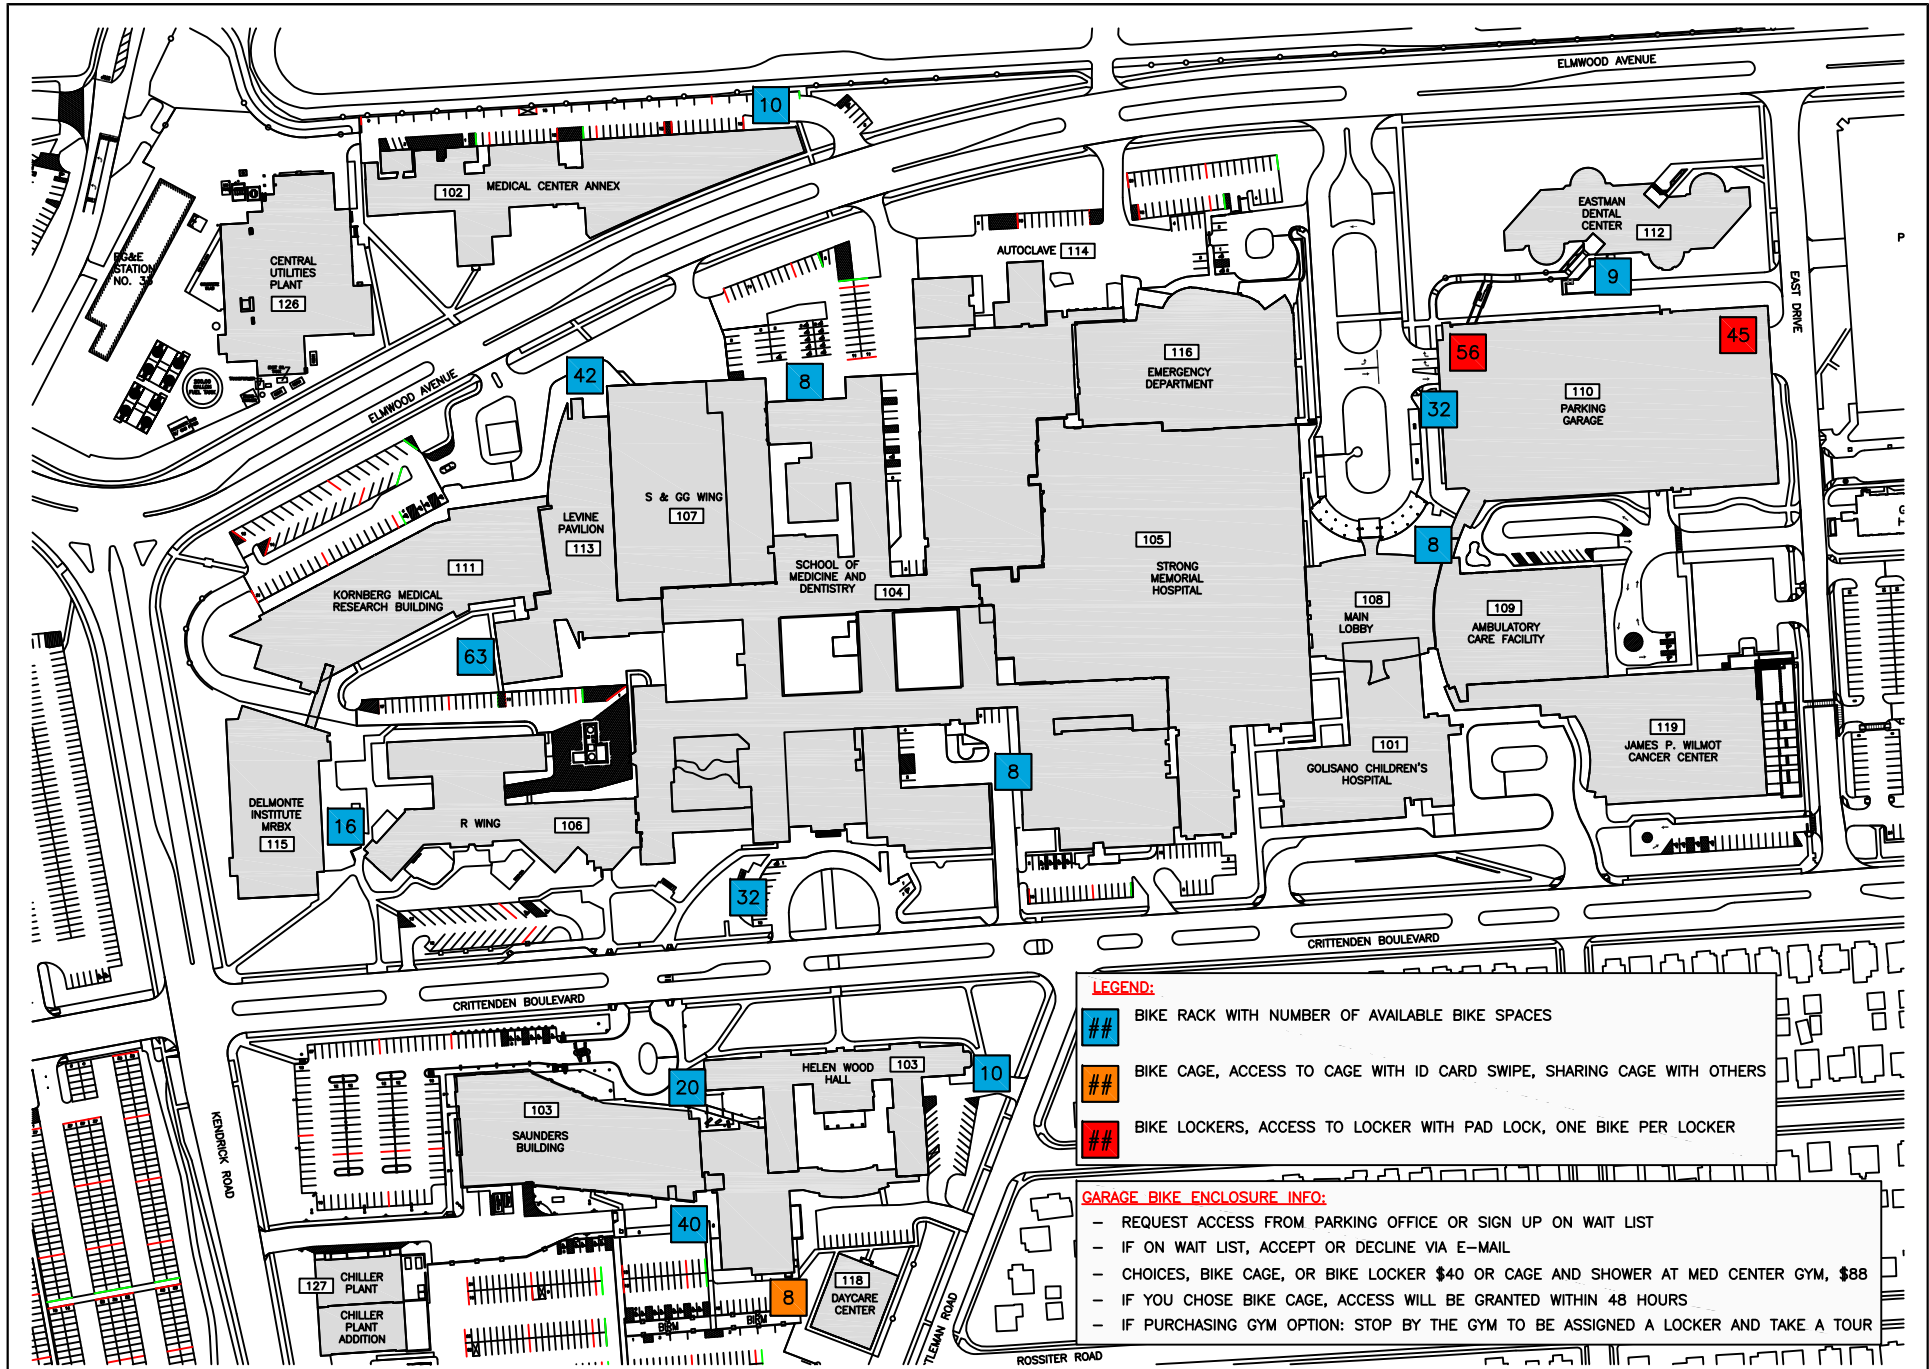 ELMWOOD AVENUE
10
102
MEDICAL CENTER ANNEX
EASTMAN
DENTAL
CENTER
112
AUTOCLAVE
114
RG&E
STATION
NO. 33
CENTRAL
UTILITIES
PLANT
126
9
EAST DRIVE
P
45
56
32
110
PARKING
GARAGE
116
EMERGENCY
DEPARTMENT
42
8
ELMWOOD AVENUE
S & GG WING
107
LEVINE
PAVILION
113
111
KORNBERG MEDICAL
RESEARCH BUILDING
SCHOOL OF
MEDICINE AND
DENTISTRY
104
105
STRONG
MEMORIAL
HOSPITAL
8
108
MAIN
LOBBY
109
AMBULATORY
CARE FACILITY
63
119
JAMES P. WILMOT
CANCER CENTER
101
GOLISANO CHILDREN'S
HOSPITAL
8
DELMONTE
INSTITUTE
MRBX
115
16
R WING
106
32
CRITTENDEN BOULEVARD
CRITTENDEN BOULEVARD
LEGEND:
## BIKE RACK WITH NUMBER OF AVAILABLE BIKE SPACES
## BIKE CAGE, ACCESS TO CAGE WITH ID CARD SWIPE, SHARING CAGE WITH OTHERS
## BIKE LOCKERS, ACCESS TO LOCKER WITH PAD LOCK, ONE BIKE PER LOCKER
HELEN WOOD
HALL
103
10
20
103
SAUNDERS
BUILDING
KENDRICK ROAD
40
GARAGE BIKE ENCLOSURE INFO:
- REQUEST ACCESS FROM PARKING OFFICE OR SIGN UP ON WAIT LIST
- IF ON WAIT LIST, ACCEPT OR DECLINE VIA E-MAIL
- CHOICES, BIKE CAGE, OR BIKE LOCKER $40 OR CAGE AND SHOWER AT MED CENTER GYM, $88
- IF YOU CHOSE BIKE CAGE, ACCESS WILL BE GRANTED WITHIN 48 HOURS
- IF PURCHASING GYM OPTION: STOP BY THE GYM TO BE ASSIGNED A LOCKER AND TAKE A TOUR
127
CHILLER
PLANT
CHILLER
PLANT
ADDITION
8
118
DAYCARE
CENTER
BIRM
BIRM
TLEMAN ROAD
ROSSITER ROAD